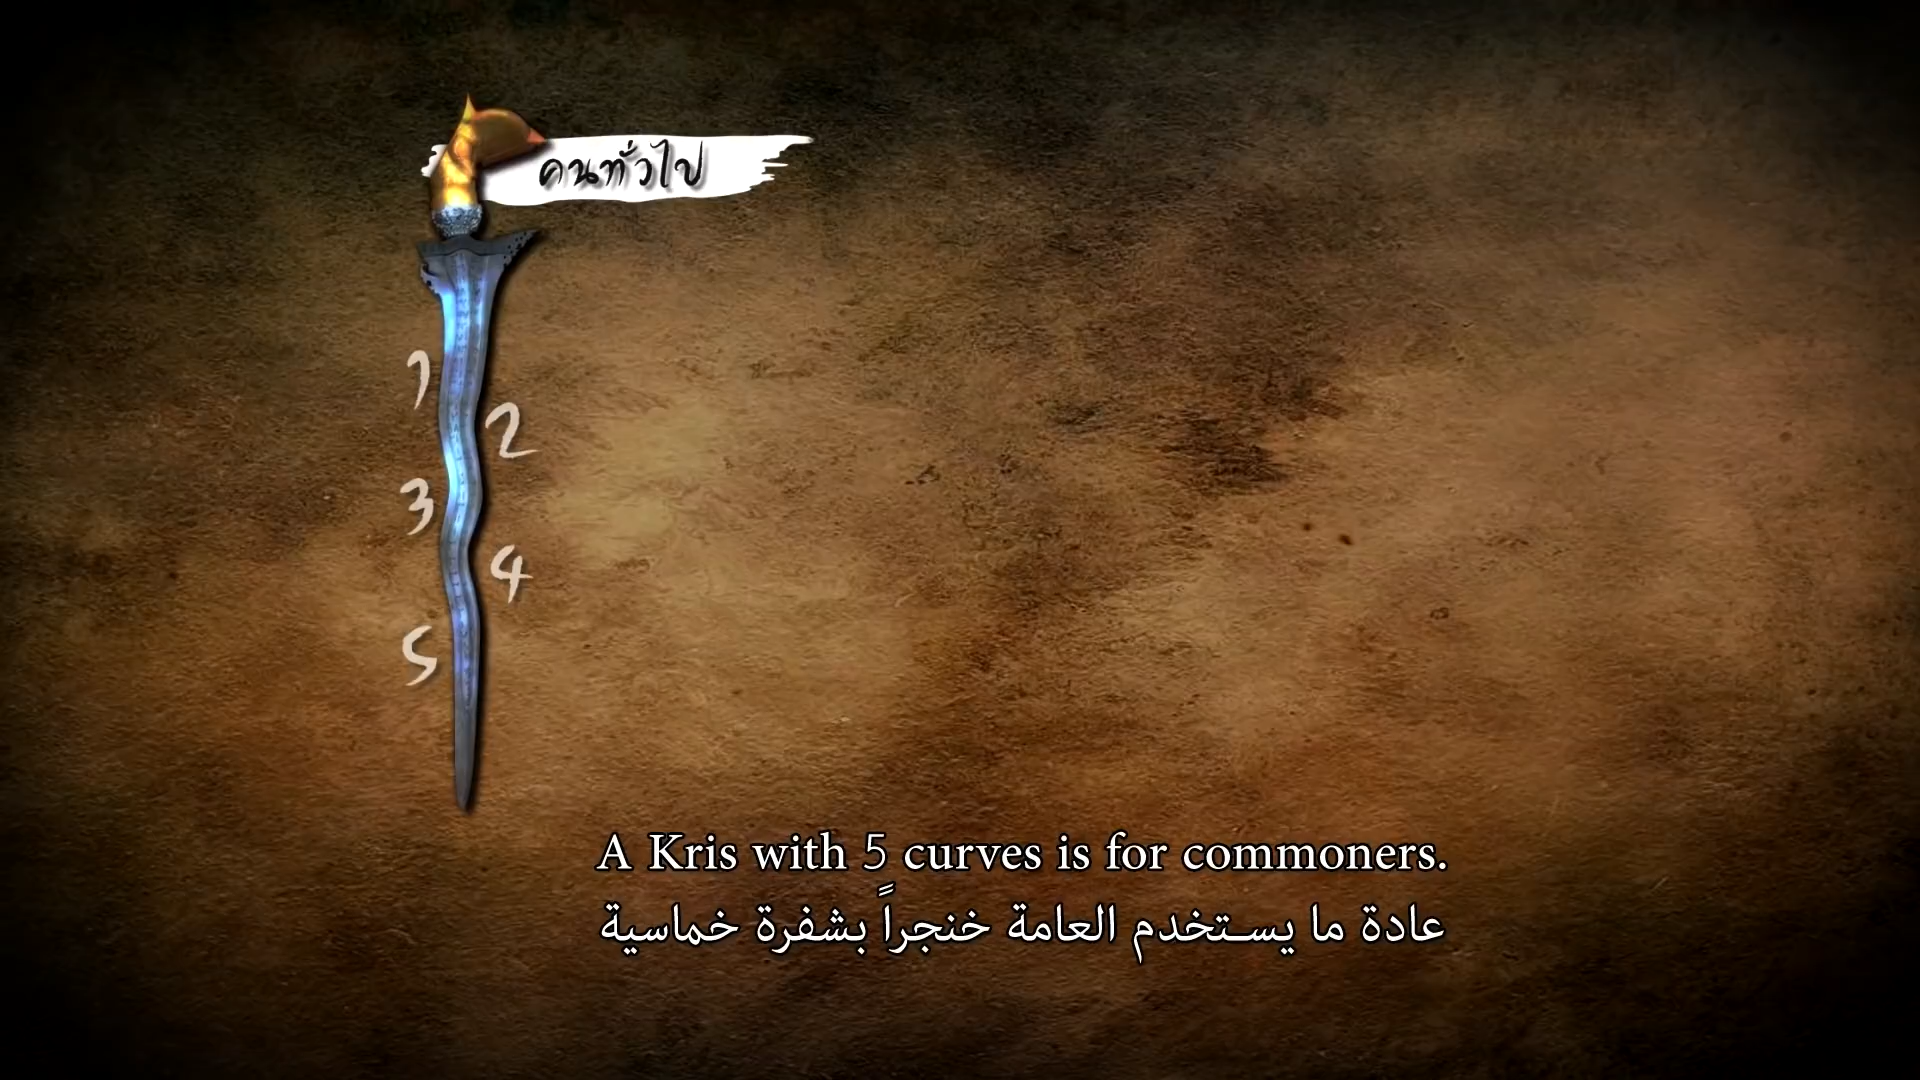 คนทั่วไป
1
2
3
4
5
A Kris with 5 curves is for commoners.
عادة ما يستخدم العامة خنجراً بشفرة خماسية